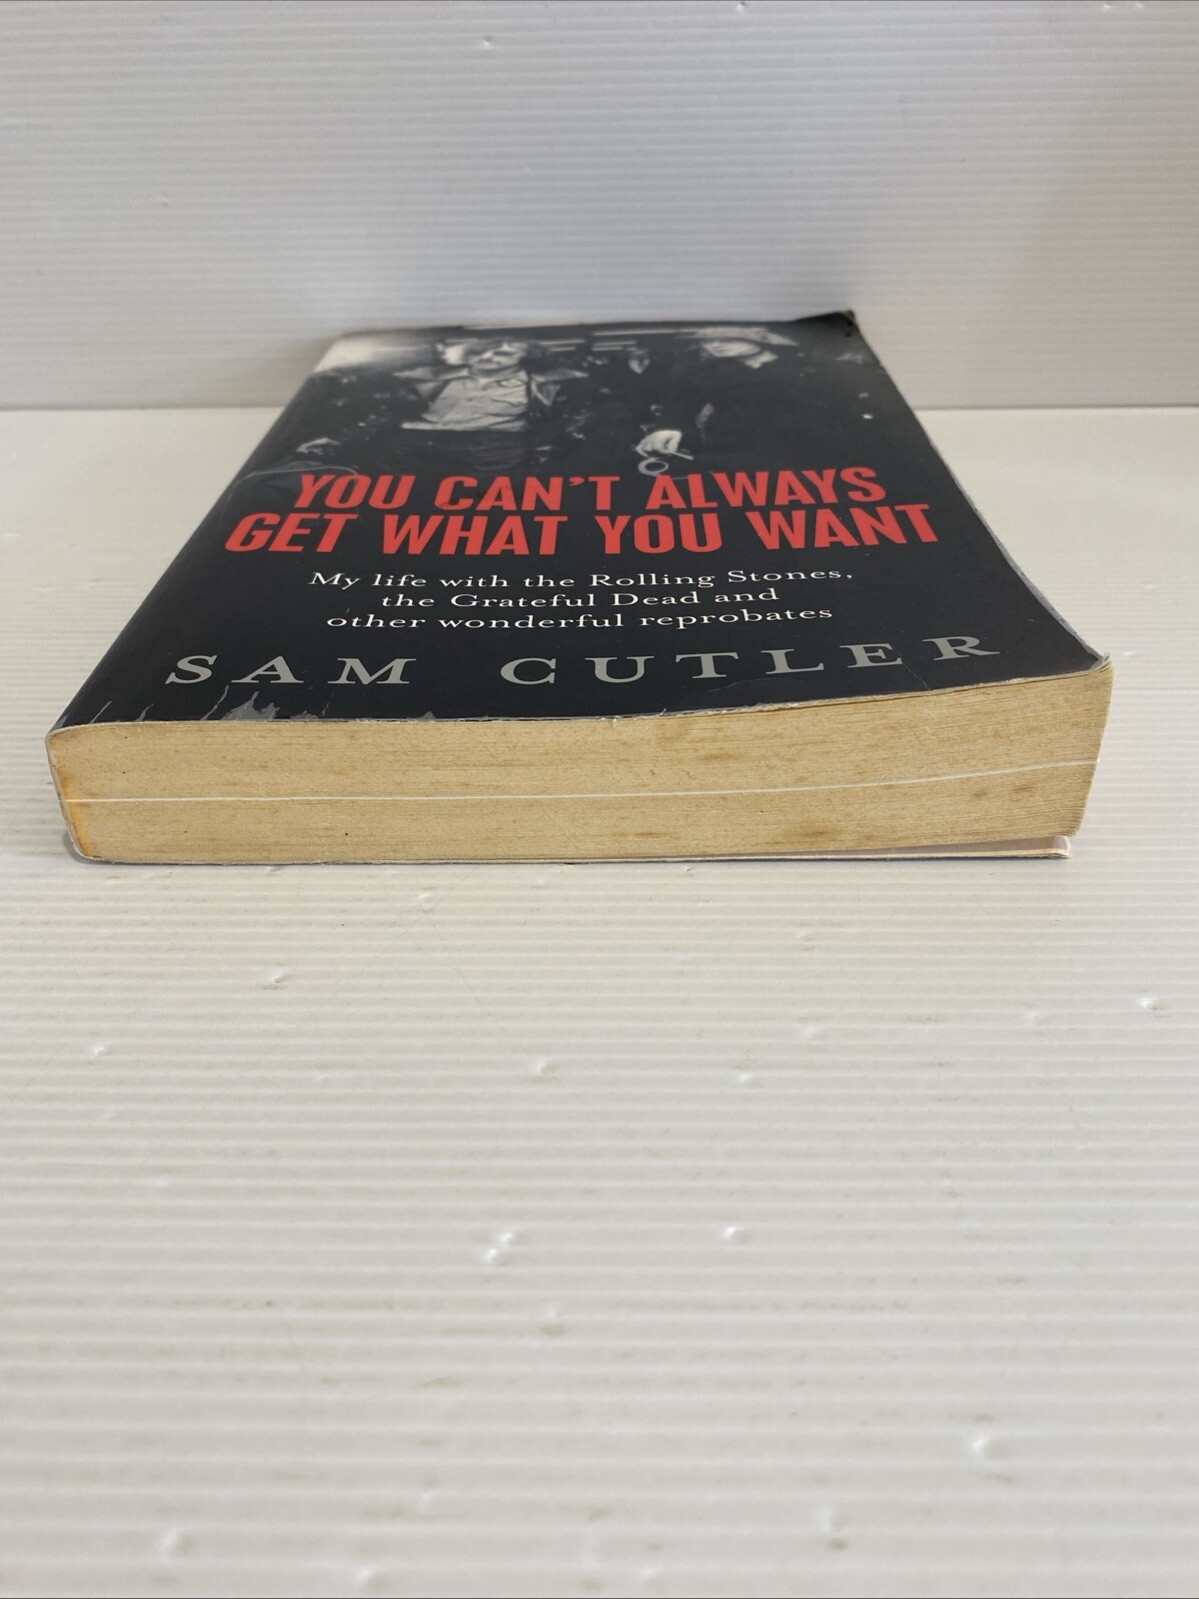 YOU CAN'T ALWAYS
GET WHAT YOU WANT
My life with the Rolling Stones,
the Grateful Dead and
other wonderful reprobates
SAM CUTLER